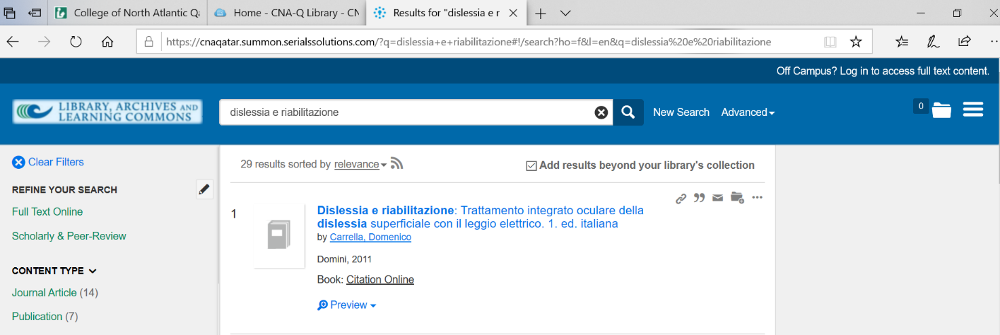 College of North Atlantic Qa
Home - CNA-Q Library - CN
Results for "dislessia e r
https://cnaqatar.summon.serialssolutions.com/?q=dislessia+e+riabilitazione#!/search?ho=f&l=en&q=dislessia%20e%20riabilitazione
Off Campus? Log in to access full text content.
LIBRARY, ARCHIVES AND
LEARNING COMMONS
dislessia e riabilitazione
New Search Advanced
0
Clear Filters
29 results sorted by relevance
Add results beyond your library's collection
REFINE YOUR SEARCH
Full Text Online
Scholarly & Peer-Review
CONTENT TYPE
Journal Article (14)
Publication (7)
1
Dislessia e riabilitazione: Trattamento integrato oculare della
dislessia superficiale con il leggio elettrico. 1. ed. italiana
by Carrella, Domenico
Domini, 2011
Book: Citation Online
Preview